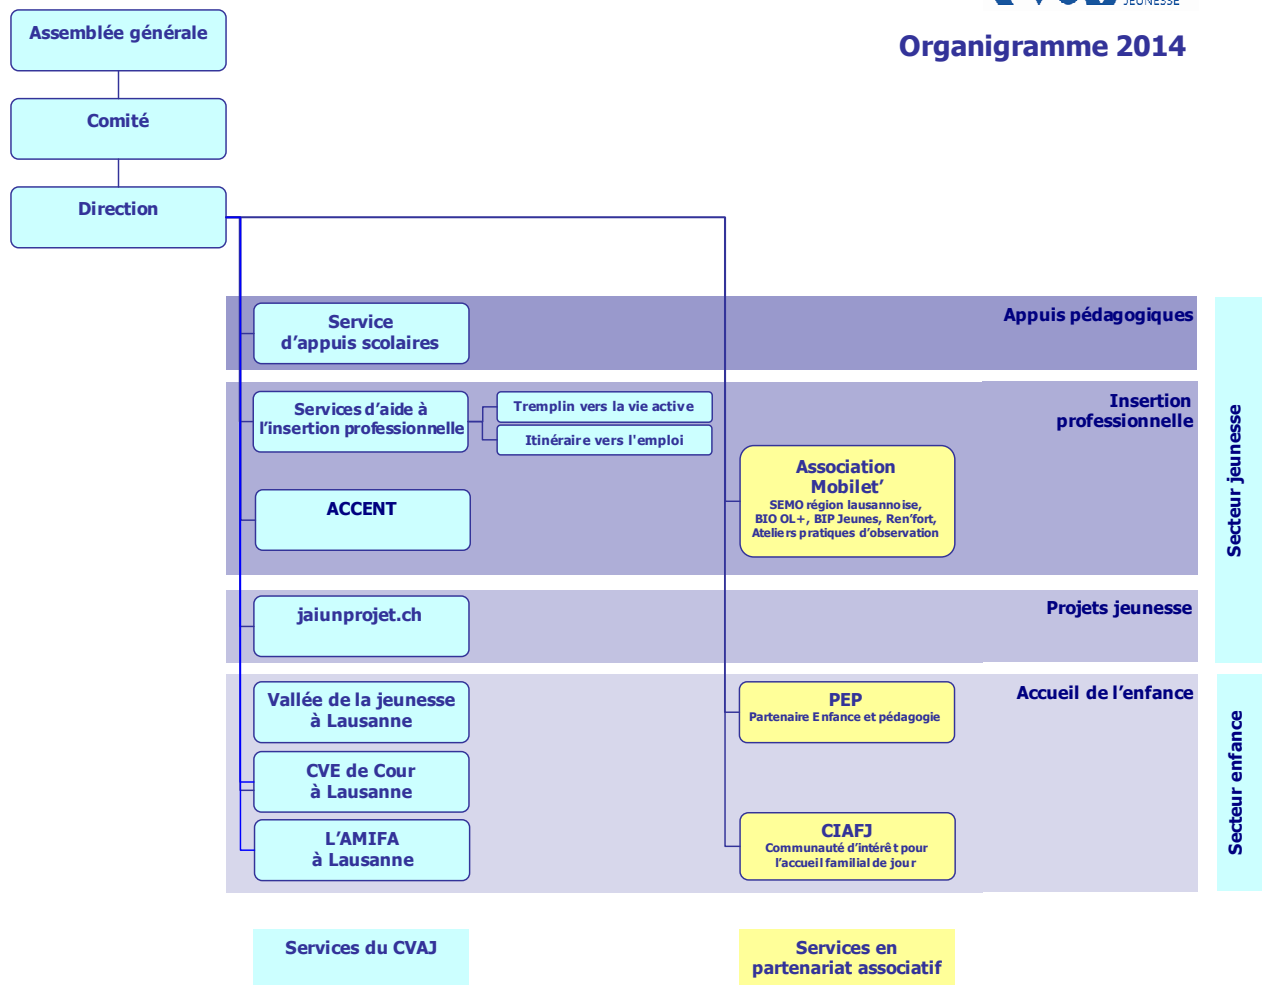 JEUNESSE
Organigramme 2014
Assemblée générale
Comité
Direction
Appuis pédagogiques
Service
d’appuis scolaires
Insertion
professionnelle
Services d’aide à
l’insertion professionnelle
Tremplin vers la vie active
Itinéraire vers l'emploi
Association
Mobilet’
SEMO région lausannoise,
BIO OL+, BIP Jeunes, Ren’fort,
Ateliers pratiques d’observation
ACCENT
Secteur jeunesse
Projets jeunesse
jaiunprojet.ch
Accueil de l’enfance
Vallée de la jeunesse
à Lausanne
PEP
Partenaire Enfance et pédagogie
CVE de Cour
à Lausanne
L’AMIFA
à Lausanne
CIAFJ
Communauté d’intérêt pour
l’accueil familial de jour
Secteur enfance
Services du CVAJ
Services en
partenariat associatif